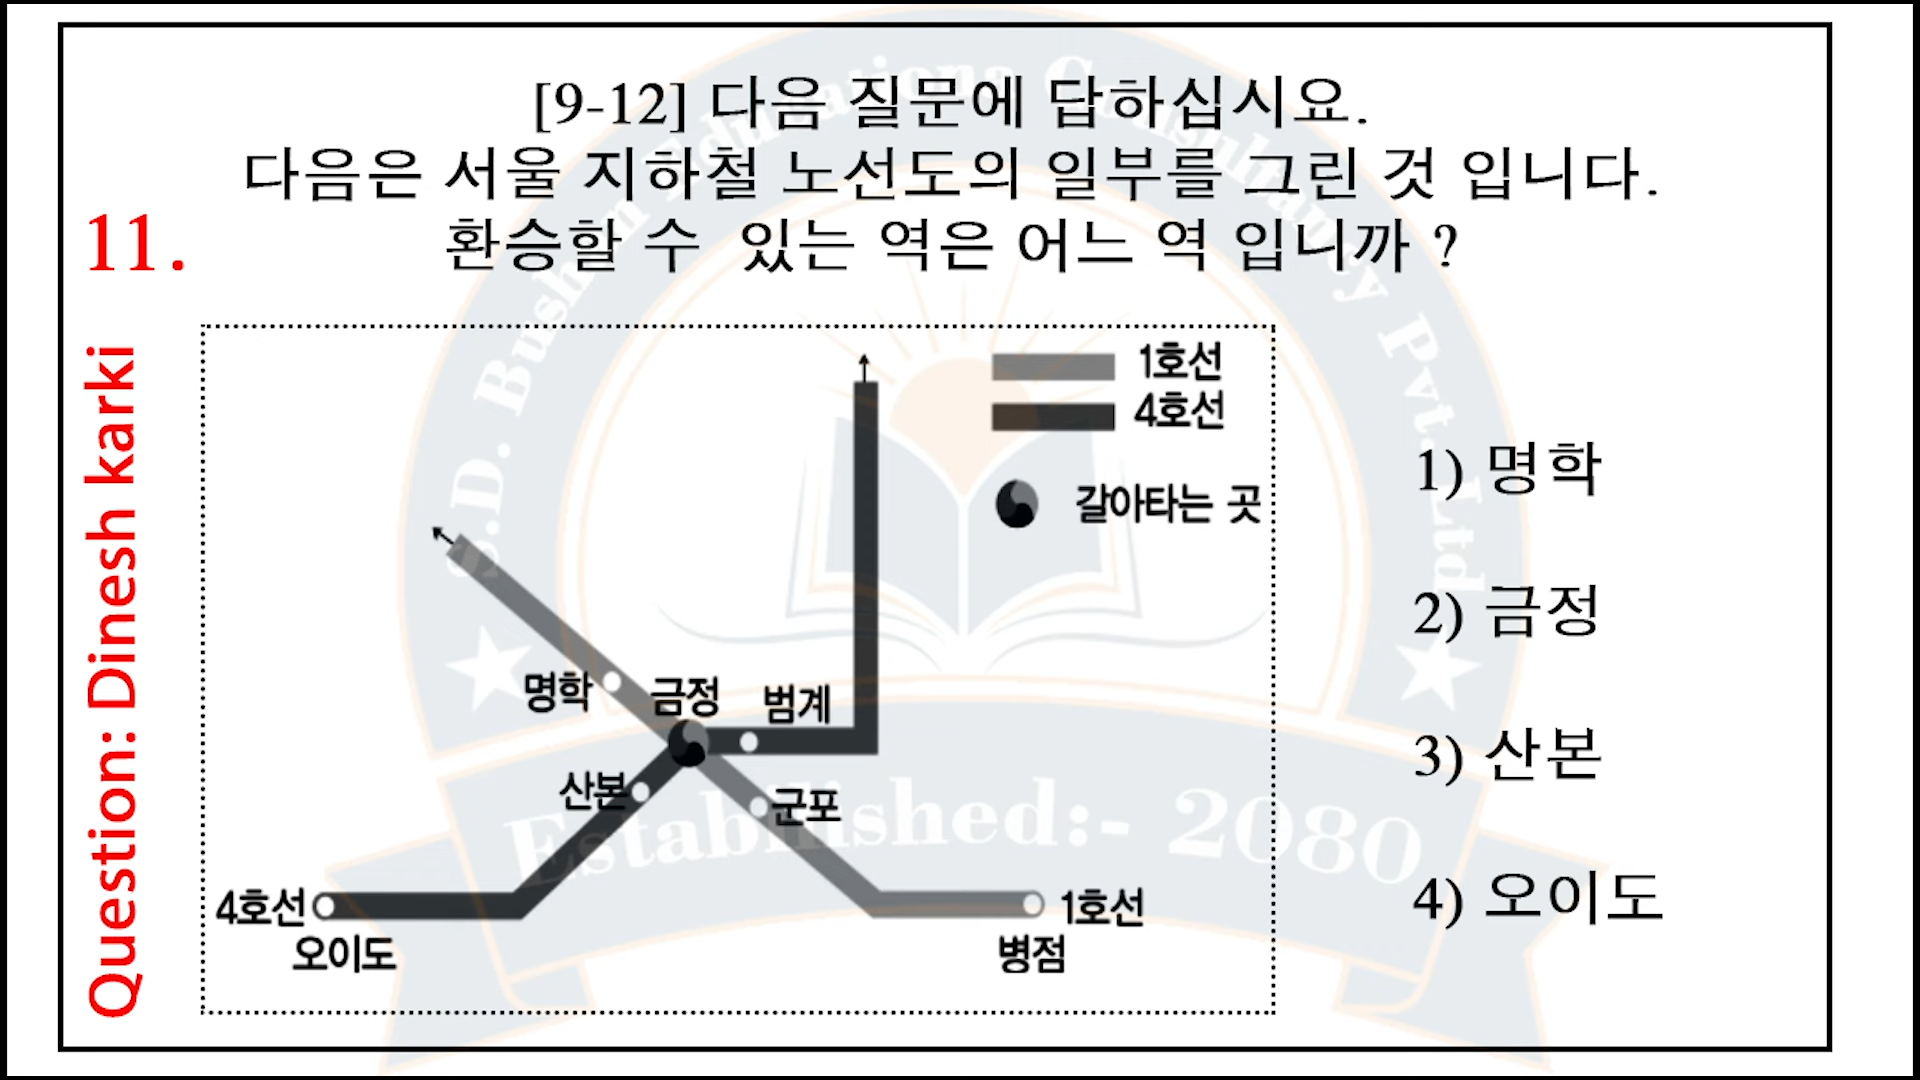 [9-12] 다음 질문에 답하십시요.
다음은 서울 지하철 노선도의 일부를 그린 것 입니다.
11. 환승할 수 있는 역은 어느 역 입니까 ?
Question: Dinesh karki
1호선
4호선
갈아타는 곳
명학
금정
범계
산본
군포
4호선
오이도
1호선
병점
1) 명학
2) 금정
3) 산본
4) 오이도
S.D. Bushan Educational Consultancy Pvt. Ltd
Established:- 2080